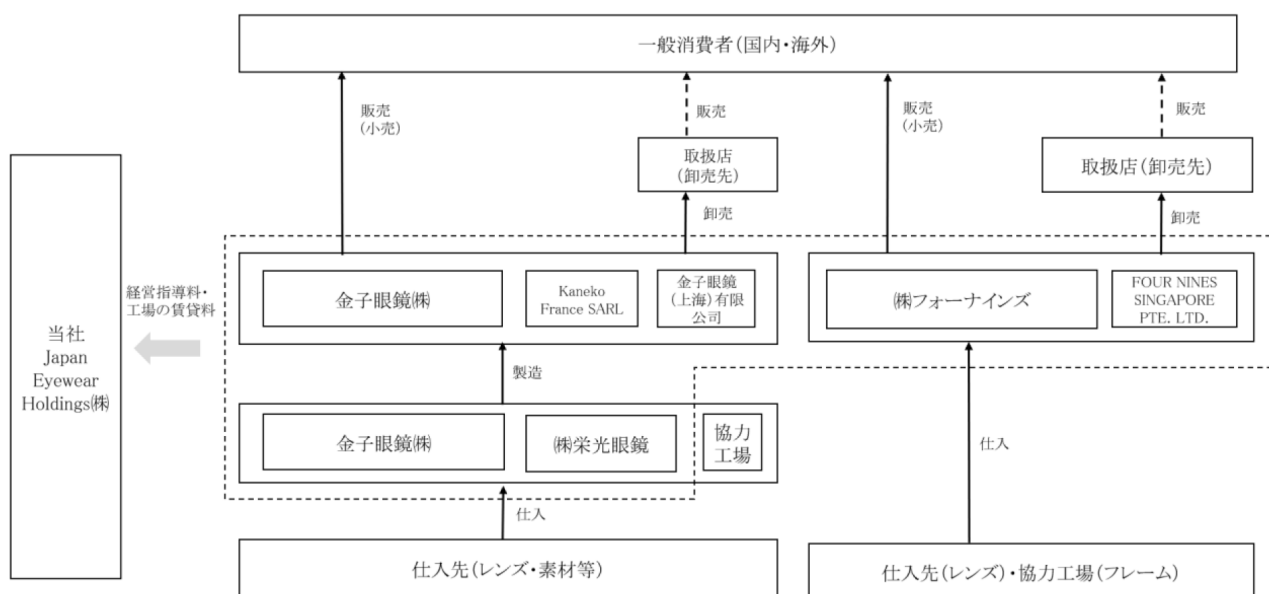 一般消費者(国内・海外)
販売
(小売)
販売
販売
(小売)
販売
取扱店
(卸売先)
取扱店(卸売先)
卸売
卸売
金子眼鏡㈱
Kaneko
France SARL
金子眼鏡
(上海)有限
公司
㈱フォーナインズ
FOUR NINES
SINGAPORE
PTE. LTD.
経営指導料・
工場の賃貸料
当社
Japan
Eyewear
Holdings㈱
製造
金子眼鏡㈱
㈱栄光眼鏡
協力
工場
仕入
仕入
仕入先(レンズ・素材等)
仕入先(レンズ)・協力工場(フレーム)